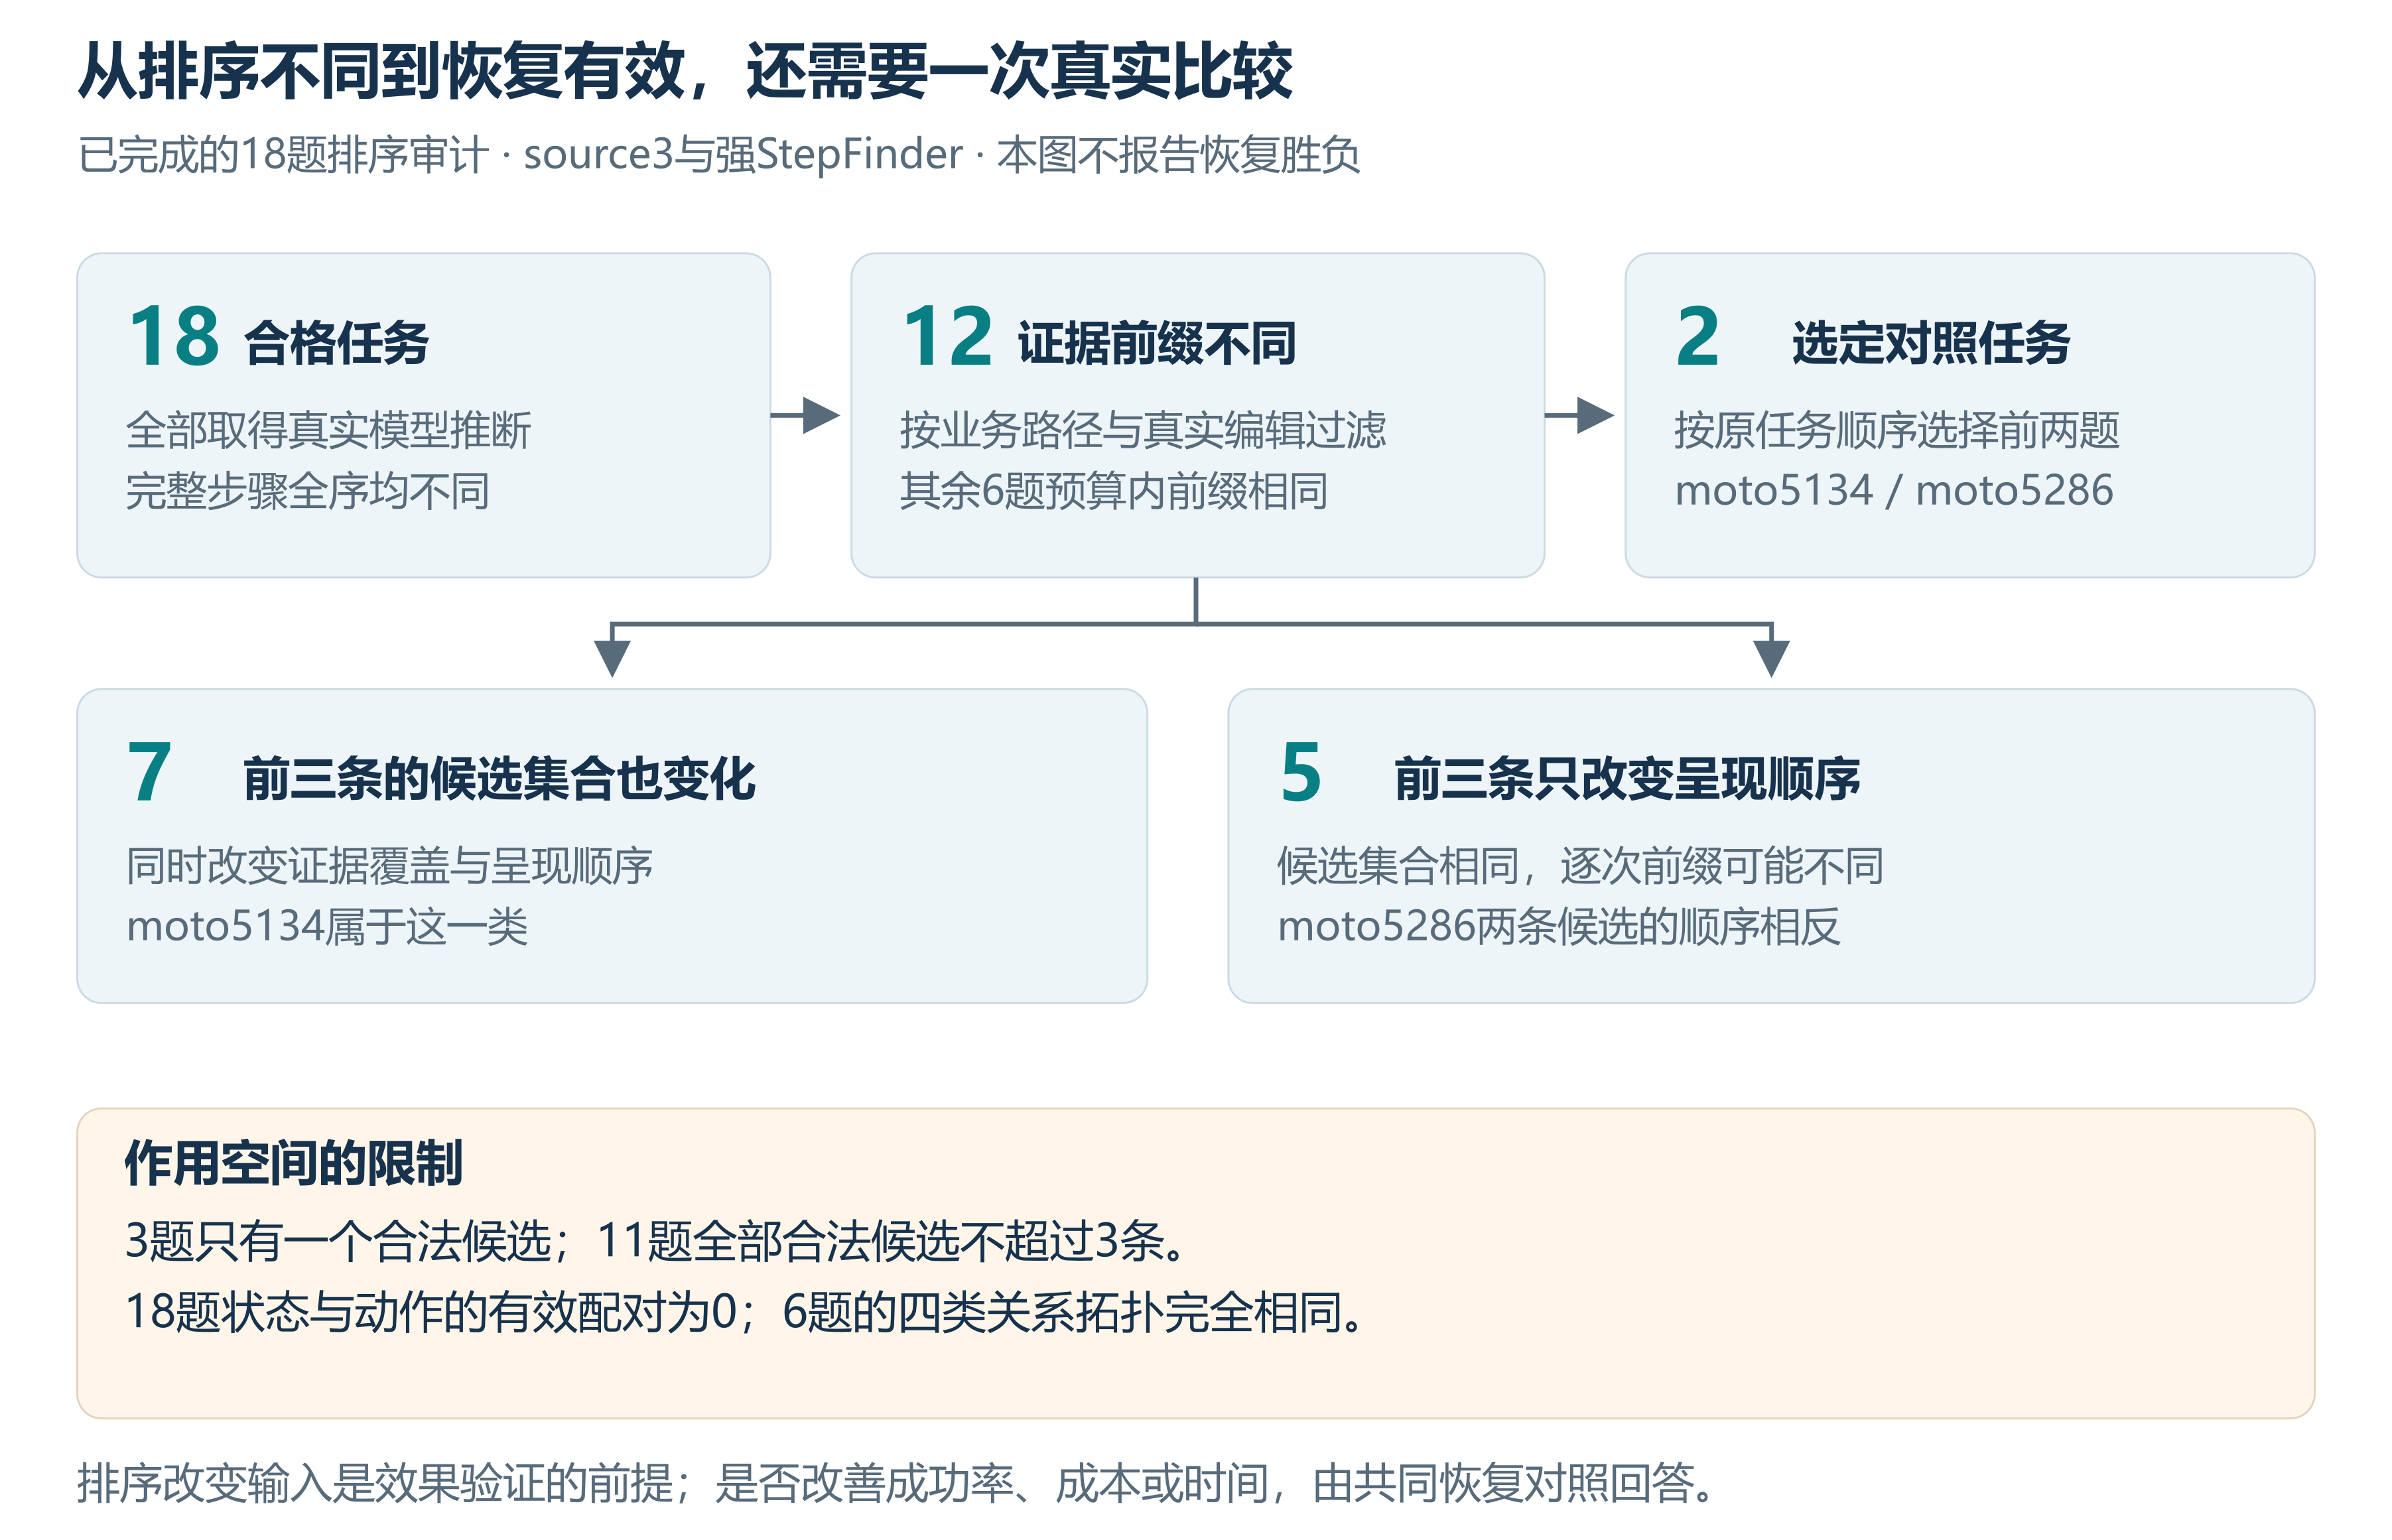 从排序不同到恢复有效，还需要一次真实比较
已完成的18题排序审计 · source3与强StepFinder · 本图不报告恢复胜负
18 合格任务
全部取得真实模型推断
完整步骤全序均不同
12 证据前缀不同
按业务路径与真实编辑过滤
其余6题预算内前缀相同
2 选定对照任务
按原任务顺序选择前两题
moto5134 / moto5286
7 前三条的候选集合也变化
同时改变证据覆盖与呈现顺序
moto5134属于这一类
5 前三条只改变呈现顺序
候选集合相同，逐次前缀可能不同
moto5286两条候选的顺序相反
作用空间的限制
3题只有一个合法候选；11题全部合法候选不超过3条。
18题状态与动作的有效配对为0；6题的四类关系拓扑完全相同。
排序改变输入是效果验证的前提；是否改善成功率、成本或时间，由共同恢复对照回答。